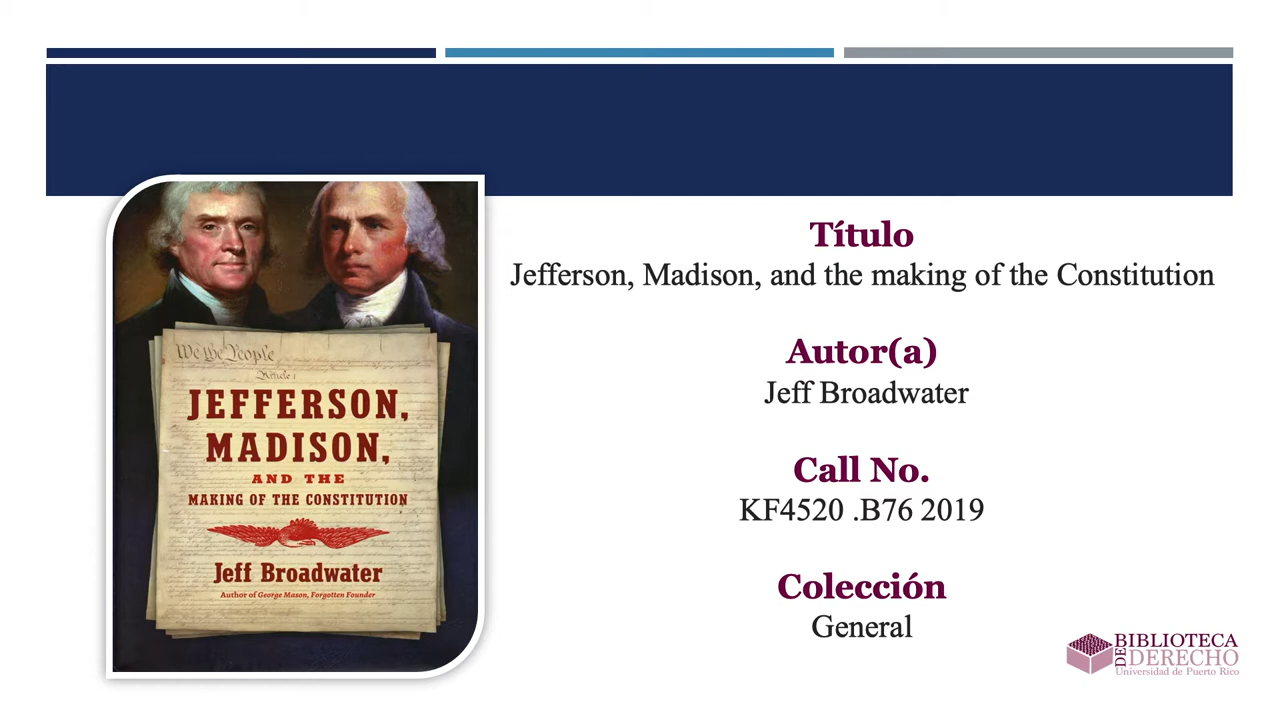 We the People
Article 1
JEFFERSON,
MADISON,
AND THE
MAKING OF THE CONSTITUTION
Jeff Broadwater
Author of George Mason, Forgotten Founder
Título
Jefferson, Madison, and the making of the Constitution
Autor(a)
Jeff Broadwater
Call No.
KF4520 .B76 2019
Colección
General
BIBLIOTECA
DE DERECHO
Universidad de Puerto Rico